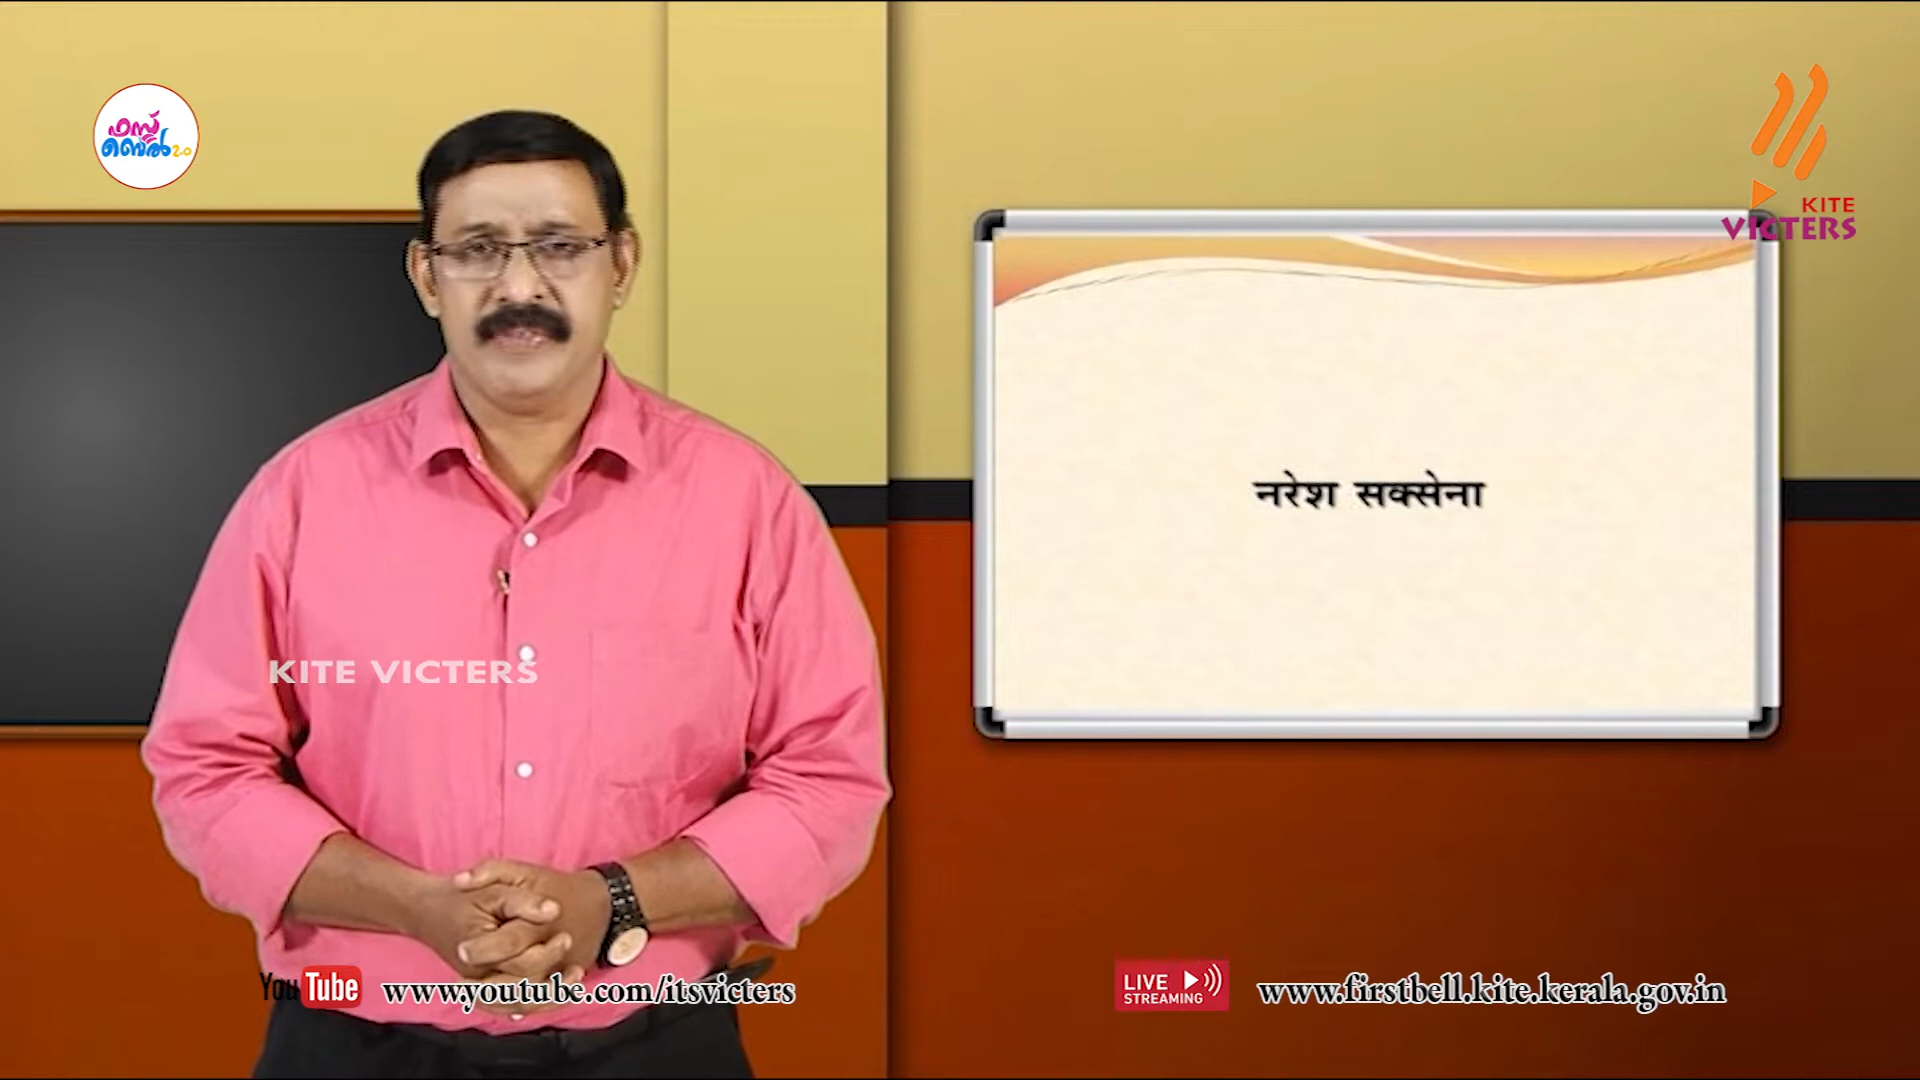 ഫസ്റ്റ്
ബെൽ 2.0
KITE
VICTERS
नरेश सक्सेना
KITE VICTERS
YouTube www.youtube.com/itsvicters
LIVE STREAMING www.firstbell.kite.kerala.gov.in